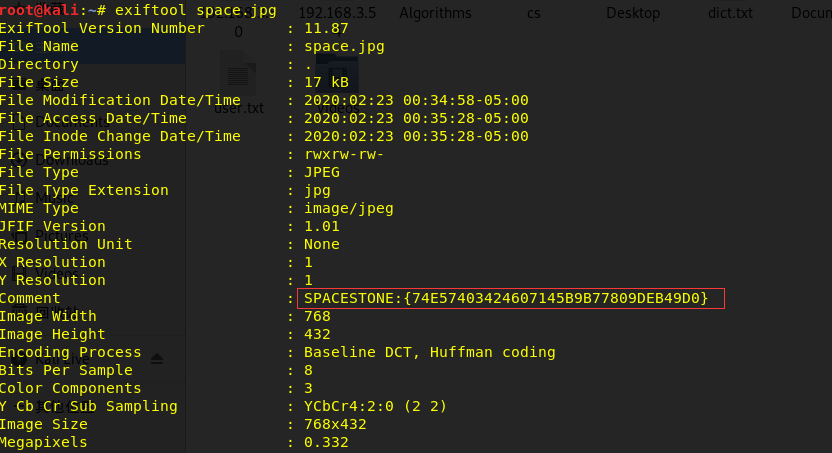 root@kali:~# exiftool space.jpg
192.168.3.5 Algorithms cs Desktop dict.txt Docum
0
ExifTool Version Number : 11.87
File Name : space.jpg
Directory : .
File Size : 17 kB
File Modification Date/Time : 2020:02:23 00:34:58-05:00
user.txt Videos
File Access Date/Time : 2020:02:23 00:35:28-05:00
File Inode Change Date/Time : 2020:02:23 00:35:28-05:00
File Permissions : rwxrw-rw-
File Type : JPEG
File Type Extension : jpg
MIME Type : image/jpeg
JFIF Version : 1.01
Resolution Unit : None
X Resolution : 1
Y Resolution : 1
Comment : SPACESTONE:{74E57403424607145B9B77809DEB49D0}
Image Width : 768
Image Height : 432
Encoding Process : Baseline DCT, Huffman coding
Bits Per Sample : 8
Color Components : 3
Y Cb Cr Sub Sampling : YCbCr4:2:0 (2 2)
Image Size : 768x432
Megapixels : 0.332